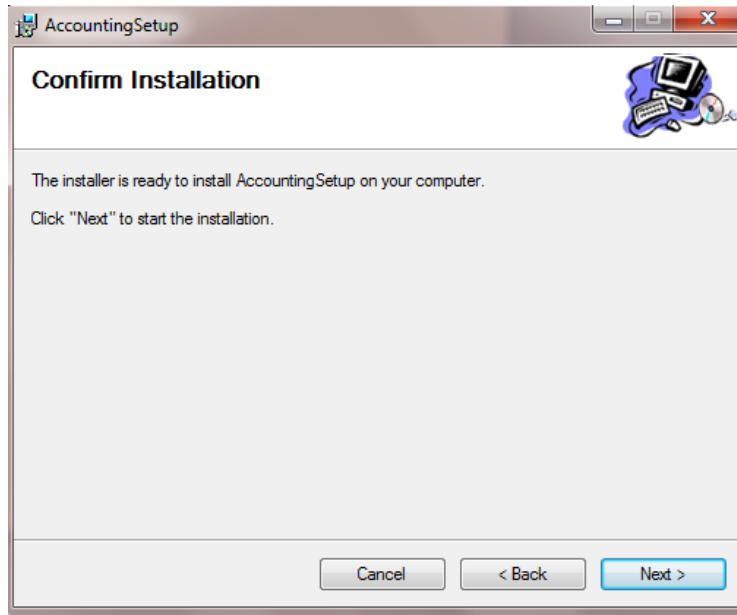 AccountingSetup
Confirm Installation
The installer is ready to install AccountingSetup on your computer.
Click "Next" to start the installation.
Cancel
< Back
Next >